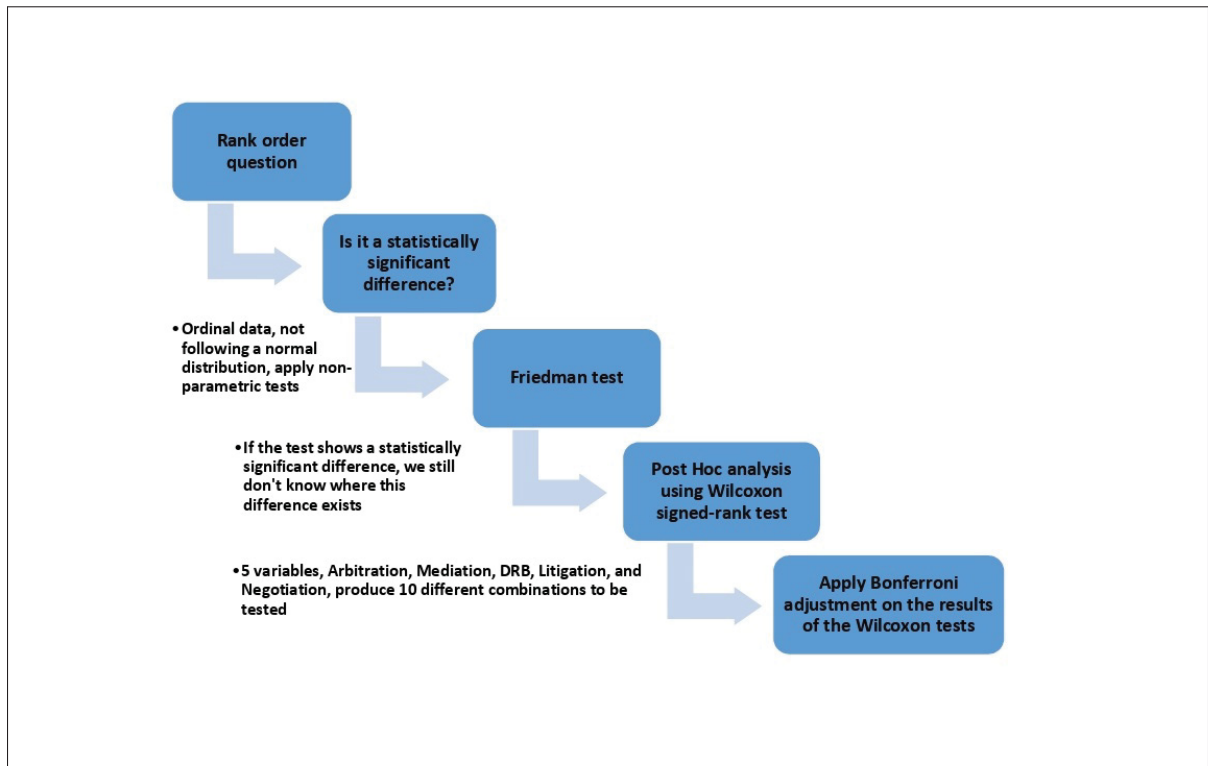 Rank order
question
Is it a statistically
significant
difference?
•Ordinal data, not
following a normal
distribution, apply non-
parametric tests
Friedman test
•If the test shows a statistically
significant difference, we still
don't know where this
difference exists
Post Hoc analysis
using Wilcoxon
signed-rank test
•5 variables, Arbitration, Mediation, DRB, Litigation, and
Negotiation, produce 10 different combinations to be
tested
Apply Bonferroni
adjustment on the results
of the Wilcoxon tests